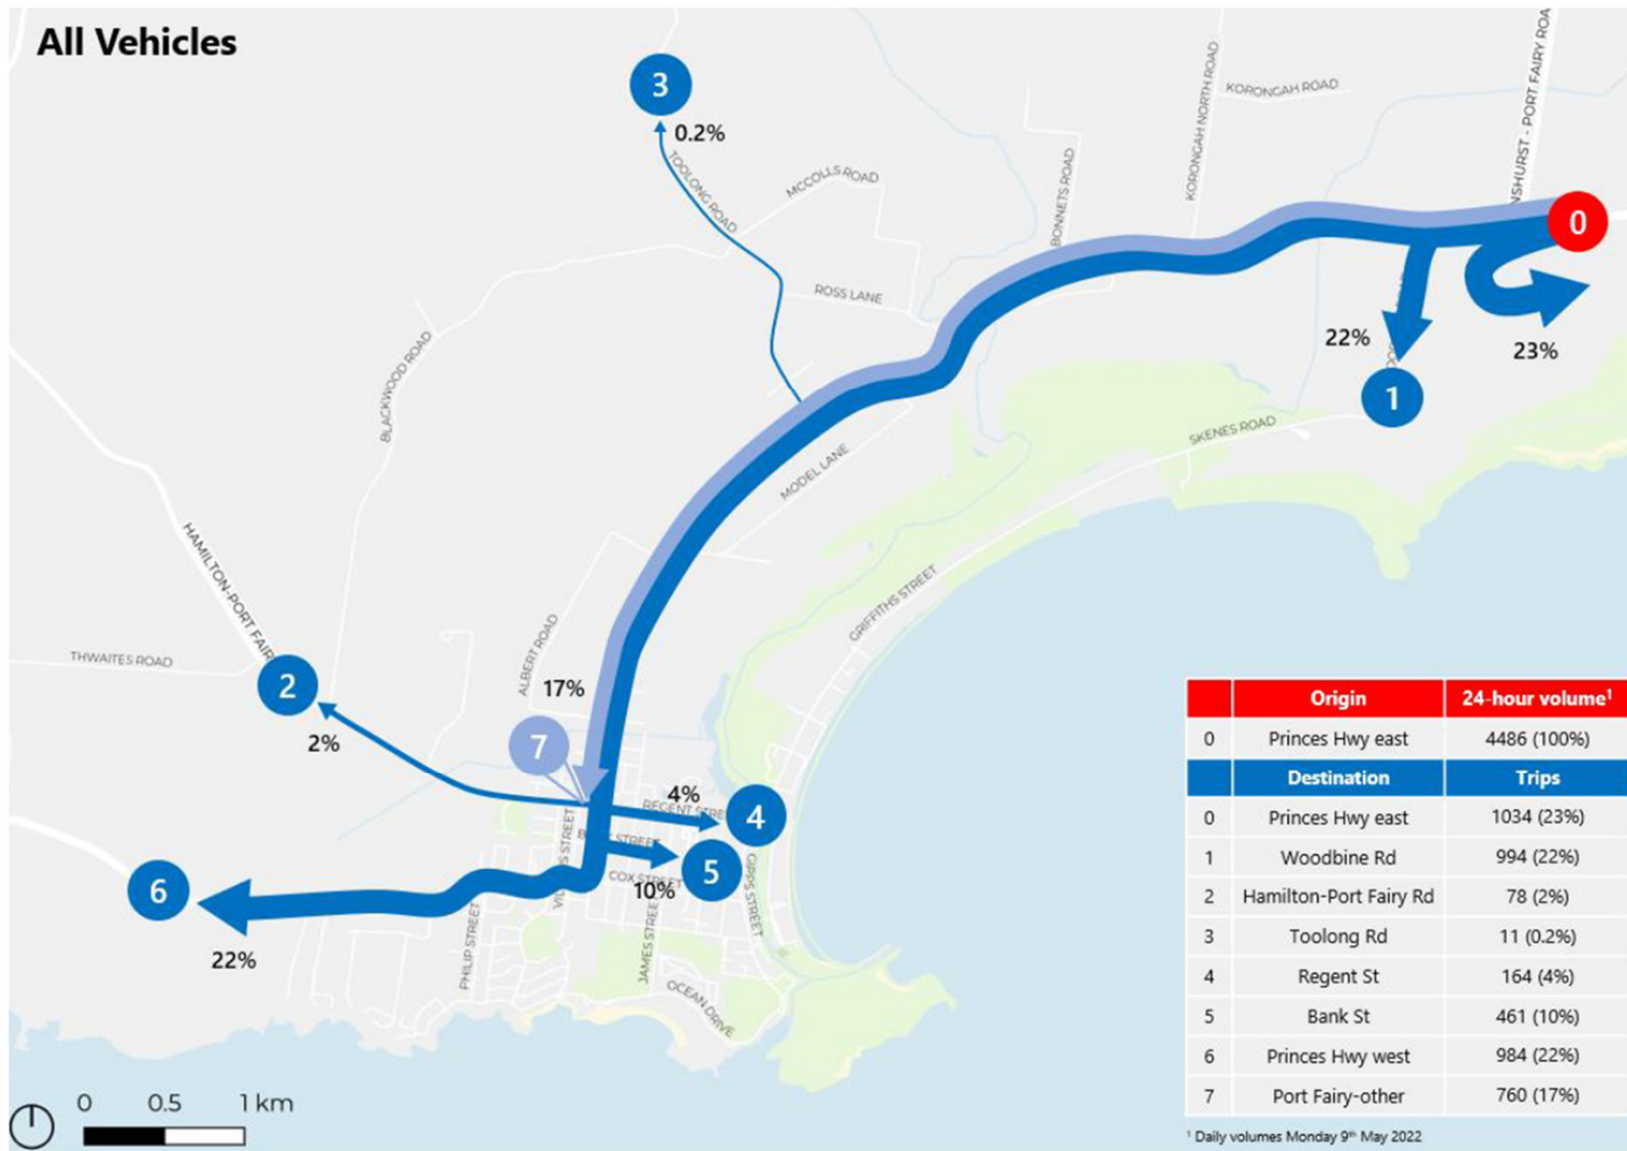 All Vehicles
3
0.2%
TOOLONG ROAD
MCCOLLS ROAD
BONNETS ROAD
KORONGAH NORTH ROAD
KORONGAH ROAD
NSHURST - PORT FAIRY ROA
0
ROSS LANE
22%
23%
1
BLACKWOOD ROAD
SKENES ROAD
MODEL LANE
HAMILTON-PORT FAIR
GRIFFITHS STREET
THWAITES ROAD
ALBERT ROAD
2
17%
7
2%
4%
REGENT STRE
4
STREET
5
COX STREET
10%
6
22%
PHILIP STREET
JAMES STREET
GIPPS STREET
OCEAN DRIVE
Origin 24-hour volume¹
0 Princes Hwy east 4486 (100%)
Destination Trips
0 Princes Hwy east 1034 (23%)
1 Woodbine Rd 994 (22%)
2 Hamilton-Port Fairy Rd 78 (2%)
3 Toolong Rd 11 (0.2%)
4 Regent St 164 (4%)
5 Bank St 461 (10%)
6 Princes Hwy west 984 (22%)
7 Port Fairy-other 760 (17%)
¹ Daily volumes Monday 9th May 2022
0 0.5 1 km